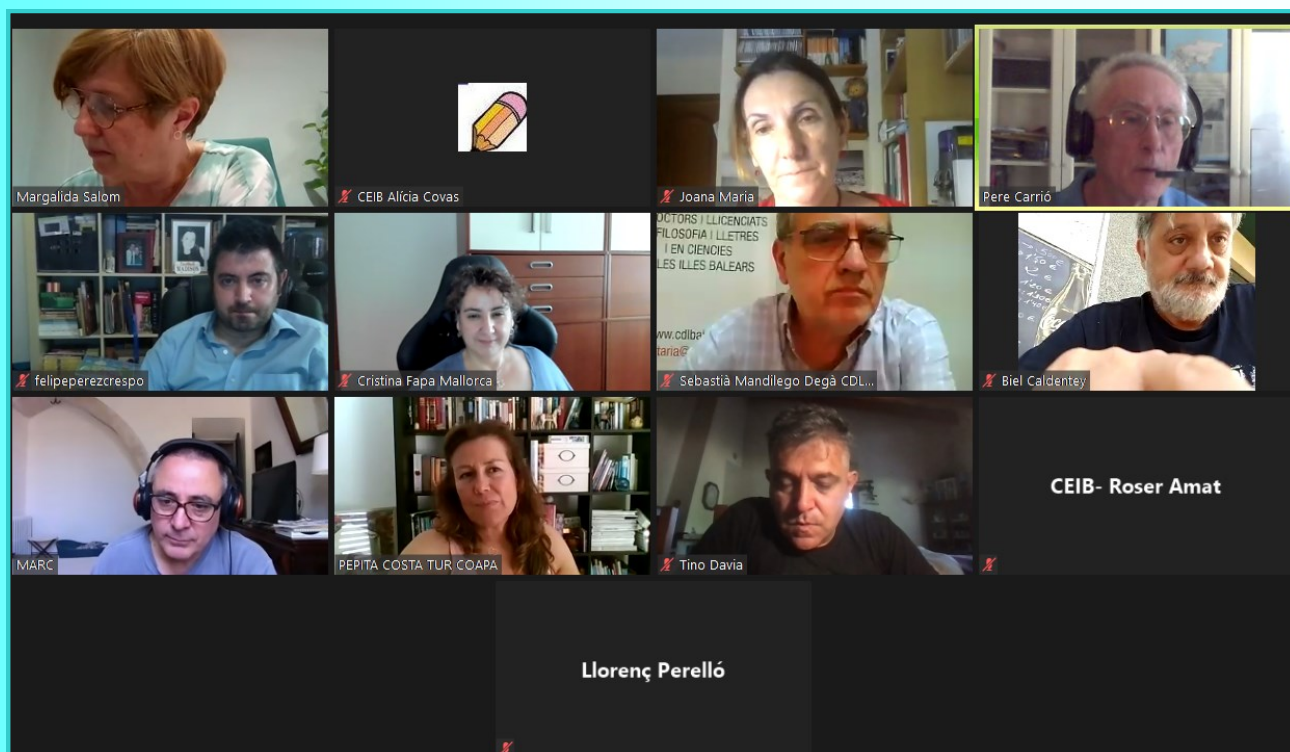 Margalida Salom
CEIB Alícia Covas
Joana Maria
Pere Carrió
felipeperezcrespo
Cristina Fapa Mallorca
DOCTORS I LLICENCIATS
FILOSOFIA I LLETRES
I EN CIENCIES
LES ILLES BALEARS
Sebastià Mandilego Degà CDL...
Biel Caldentey
MARC
PEPITA COSTA TUR COAPA
Tino Davia
CEIB- Roser Amat
Llorenç Perelló